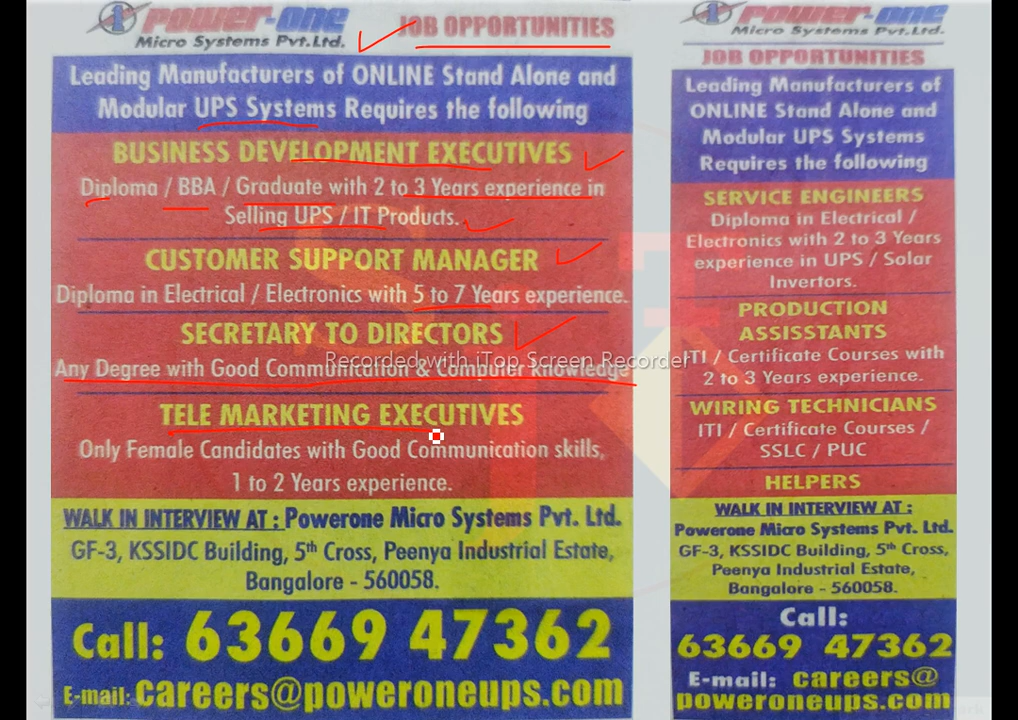 POWER-ONE
Micro Systems Pvt.Ltd.
JOB OPPORTUNITIES
Leading Manufacturers of ONLINE Stand Alone and
Modular UPS Systems Requires the following
BUSINESS DEVELOPMENT EXECUTIVES
Diploma / BBA / Graduate with 2 to 3 Years experience in
Selling UPS / IT Products.
CUSTOMER SUPPORT MANAGER
Diploma in Electrical / Electronics with 5 to 7 Years experience.
SECRETARY TO DIRECTORS
Any Degree with Good Communication & Computer knowledge
TELE MARKETING EXECUTIVES
Only Female Candidates with Good Communication skills,
1 to 2 Years experience.
WALK IN INTERVIEW AT : Powerone Micro Systems Pvt. Ltd.
GF-3, KSSIDC Building, 5th Cross, Peenya Industrial Estate,
Bangalore - 560058.
Call: 63669 47362
E-mail: careers@poweroneups.com
POWER-ONE
Micro Systems Pvt.Ltd.
JOB OPPORTUNITIES
Leading Manufacturers of
ONLINE Stand Alone and
Modular UPS Systems
Requires the following
SERVICE ENGINEERS
Diploma in Electrical /
Electronics with 2 to 3 Years
experience in UPS / Solar
Invertors.
PRODUCTION
ASSISSTANTS
ITI / Certificate Courses with
2 to 3 Years experience.
WIRING TECHNICIANS
ITI / Certificate Courses /
SSLC / PUC
HELPERS
WALK IN INTERVIEW AT :
Powerone Micro Systems Pvt. Ltd.
GF-3, KSSIDC Building, 5th Cross,
Peenya Industrial Estate,
Bangalore - 560058.
Call:
63669 47362
E-mail: careers@
poweroneups.com
Recorded with iTop Screen Recorder